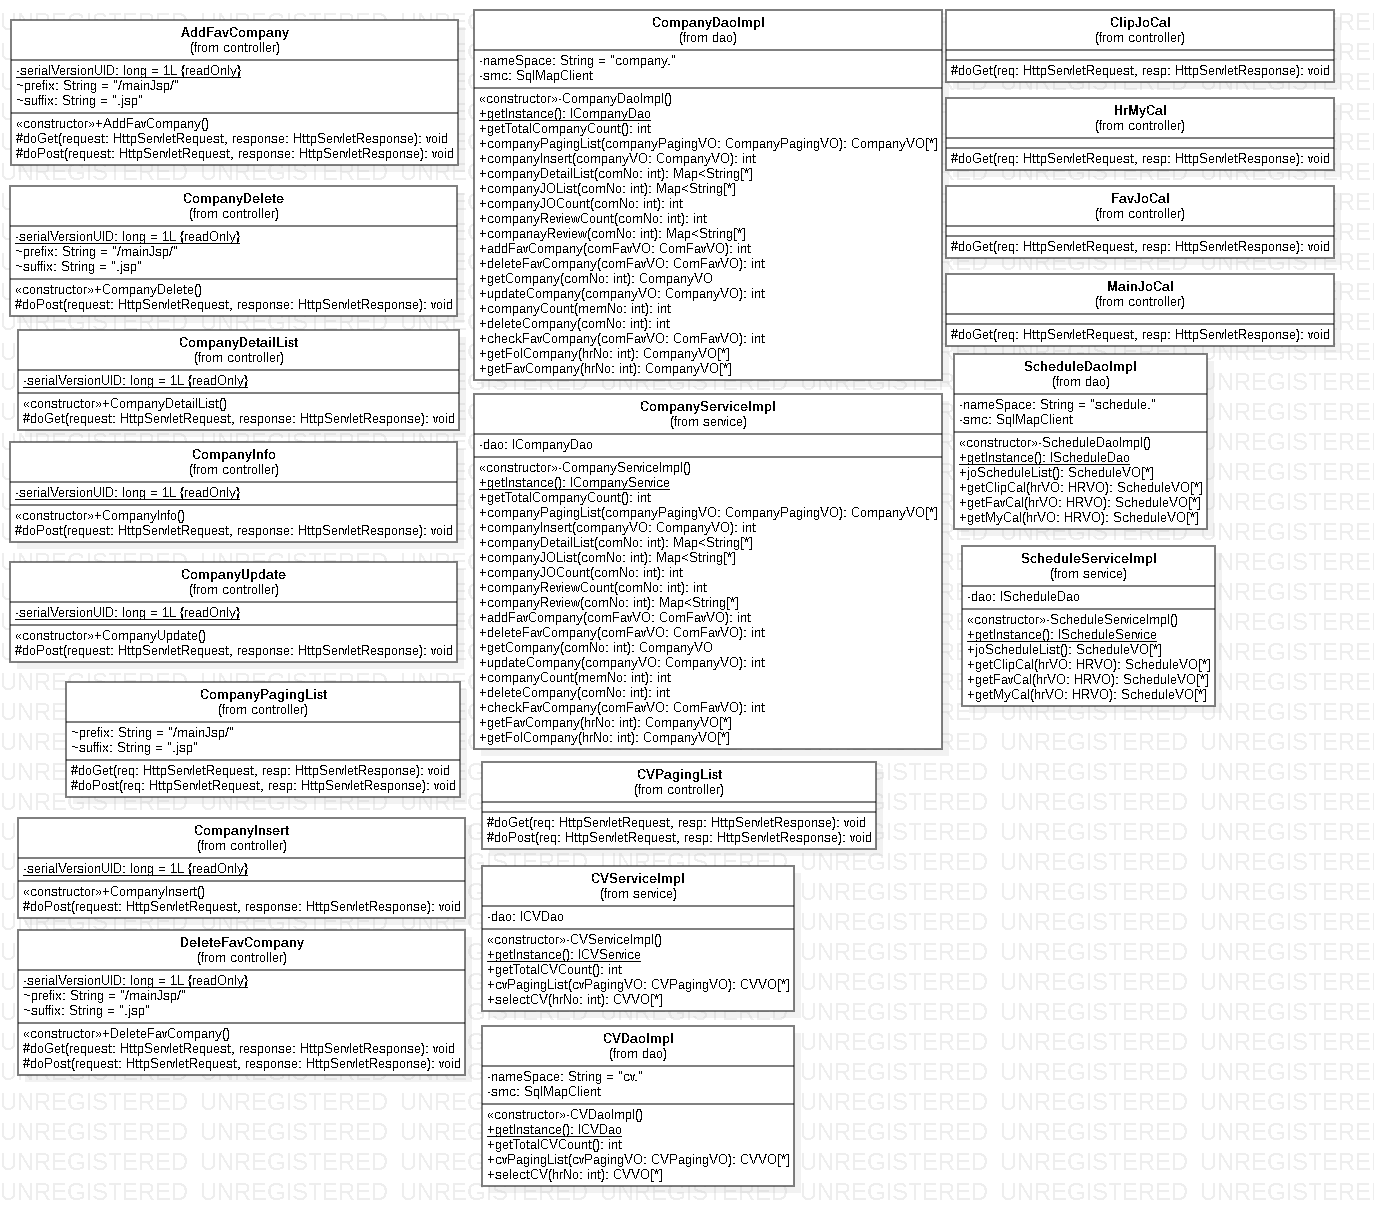 AddFavCompany
(from controller)
-serialVersionUID: long = 1L {readOnly}
~prefix: String = "/mainJsp/"
~suffix: String = ".jsp"
«constructor»+AddFavCompany()
#doGet(request: HttpServletRequest, response: HttpServletResponse): void
#doPost(request: HttpServletRequest, response: HttpServletResponse): void
CompanyDelete
(from controller)
-serialVersionUID: long = 1L {readOnly}
~prefix: String = "/mainJsp/"
~suffix: String = ".jsp"
«constructor»+CompanyDelete()
#doPost(request: HttpServletRequest, response: HttpServletResponse): void
CompanyDetailList
(from controller)
-serialVersionUID: long = 1L {readOnly}
«constructor»+CompanyDetailList()
#doGet(request: HttpServletRequest, response: HttpServletResponse): void
CompanyInfo
(from controller)
-serialVersionUID: long = 1L {readOnly}
«constructor»+CompanyInfo()
#doPost(request: HttpServletRequest, response: HttpServletResponse): void
CompanyUpdate
(from controller)
-serialVersionUID: long = 1L {readOnly}
«constructor»+CompanyUpdate()
#doPost(request: HttpServletRequest, response: HttpServletResponse): void
CompanyPagingList
(from controller)
~prefix: String = "/mainJsp/"
~suffix: String = ".jsp"
#doGet(req: HttpServletRequest, resp: HttpServletResponse): void
#doPost(req: HttpServletRequest, resp: HttpServletResponse): void
CompanyInsert
(from controller)
-serialVersionUID: long = 1L {readOnly}
«constructor»+CompanyInsert()
#doPost(request: HttpServletRequest, response: HttpServletResponse): void
DeleteFavCompany
(from controller)
-serialVersionUID: long = 1L {readOnly}
~prefix: String = "/mainJsp/"
~suffix: String = ".jsp"
«constructor»+DeleteFavCompany()
#doGet(request: HttpServletRequest, response: HttpServletResponse): void
#doPost(request: HttpServletRequest, response: HttpServletResponse): void
CompanyDaoImpl
(from dao)
-nameSpace: String = "company."
-smc: SqlMapClient
«constructor»-CompanyDaoImpl()
+getInstance(): ICompanyDao
+getTotalCompanyCount(): int
+companyPagingList(companyPagingVO: CompanyPagingVO): CompanyVO[*]
+companyInsert(companyVO: CompanyVO): int
+companyDetailList(comNo: int): Map<String[*]
+companyJOList(comNo: int): Map<String[*]
+companyJOCount(comNo: int): int
+companyReviewCount(comNo: int): int
+companayReview(comNo: int): Map<String[*]
+addFavCompany(comFavVO: ComFavVO): int
+deleteFavCompany(comFavVO: ComFavVO): int
+getCompany(comNo: int): CompanyVO
+updateCompany(companyVO: CompanyVO): int
+companyCount(memNo: int): int
+deleteCompany(comNo: int): int
+checkFavCompany(comFavVO: ComFavVO): int
+getFolCompany(hrNo: int): CompanyVO[*]
+getFavCompany(hrNo: int): CompanyVO[*]
CompanyServiceImpl
(from service)
-dao: ICompanyDao
«constructor»-CompanyServiceImpl()
+getInstance(): ICompanyService
+getTotalCompanyCount(): int
+companyPagingList(companyPagingVO: CompanyPagingVO): CompanyVO[*]
+companyInsert(companyVO: CompanyVO): int
+companyDetailList(comNo: int): Map<String[*]
+companyJOList(comNo: int): Map<String[*]
+companyJOCount(comNo: int): int
+companyReviewCount(comNo: int): int
+companyReview(comNo: int): Map<String[*]
+addFavCompany(comFavVO: ComFavVO): int
+deleteFavCompany(comFavVO: ComFavVO): int
+getCompany(comNo: int): CompanyVO
+updateCompany(companyVO: CompanyVO): int
+companyCount(memNo: int): int
+deleteCompany(comNo: int): int
+checkFavCompany(comFavVO: ComFavVO): int
+getFavCompany(hrNo: int): CompanyVO[*]
+getFolCompany(hrNo: int): CompanyVO[*]
CVPagingList
(from controller)
#doGet(req: HttpServletRequest, resp: HttpServletResponse): void
#doPost(req: HttpServletRequest, resp: HttpServletResponse): void
CVServiceImpl
(from service)
-dao: ICVDao
«constructor»-CVServiceImpl()
+getInstance(): ICVService
+getTotalCVCount(): int
+cvPagingList(cvPagingVO: CVPagingVO): CVVO[*]
+selectCV(hrNo: int): CVVO[*]
CVDaoImpl
(from dao)
-nameSpace: String = "cv."
-smc: SqlMapClient
«constructor»-CVDaoImpl()
+getInstance(): ICVDao
+getTotalCVCount(): int
+cvPagingList(cvPagingVO: CVPagingVO): CVVO[*]
+selectCV(hrNo: int): CVVO[*]
ClipJoCal
(from controller)
#doGet(req: HttpServletRequest, resp: HttpServletResponse): void
HrMyCal
(from controller)
#doGet(req: HttpServletRequest, resp: HttpServletResponse): void
FavJoCal
(from controller)
#doGet(req: HttpServletRequest, resp: HttpServletResponse): void
MainJoCal
(from controller)
#doGet(req: HttpServletRequest, resp: HttpServletResponse): void
ScheduleDaoImpl
(from dao)
-nameSpace: String = "schedule."
-smc: SqlMapClient
«constructor»-ScheduleDaoImpl()
+getInstance(): IScheduleDao
+joScheduleList(): ScheduleVO[*]
+getClipCal(hrVO: HRVO): ScheduleVO[*]
+getFavCal(hrVO: HRVO): ScheduleVO[*]
+getMyCal(hrVO: HRVO): ScheduleVO[*]
ScheduleServiceImpl
(from service)
-dao: IScheduleDao
«constructor»-ScheduleServiceImpl()
+getInstance(): IScheduleService
+joScheduleList(): ScheduleVO[*]
+getClipCal(hrVO: HRVO): ScheduleVO[*]
+getFavCal(hrVO: HRVO): ScheduleVO[*]
+getMyCal(hrVO: HRVO): ScheduleVO[*]
UNREGISTERED UNREGISTERED UNREGISTERED UNREGISTERED UNREGISTERED UNREGISTERED